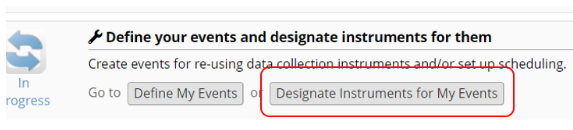 Define your events and designate instruments for them
Create events for re-using data collection instruments and/or set up scheduling.
In
rogress
Go to Define My Events or Designate Instruments for My Events